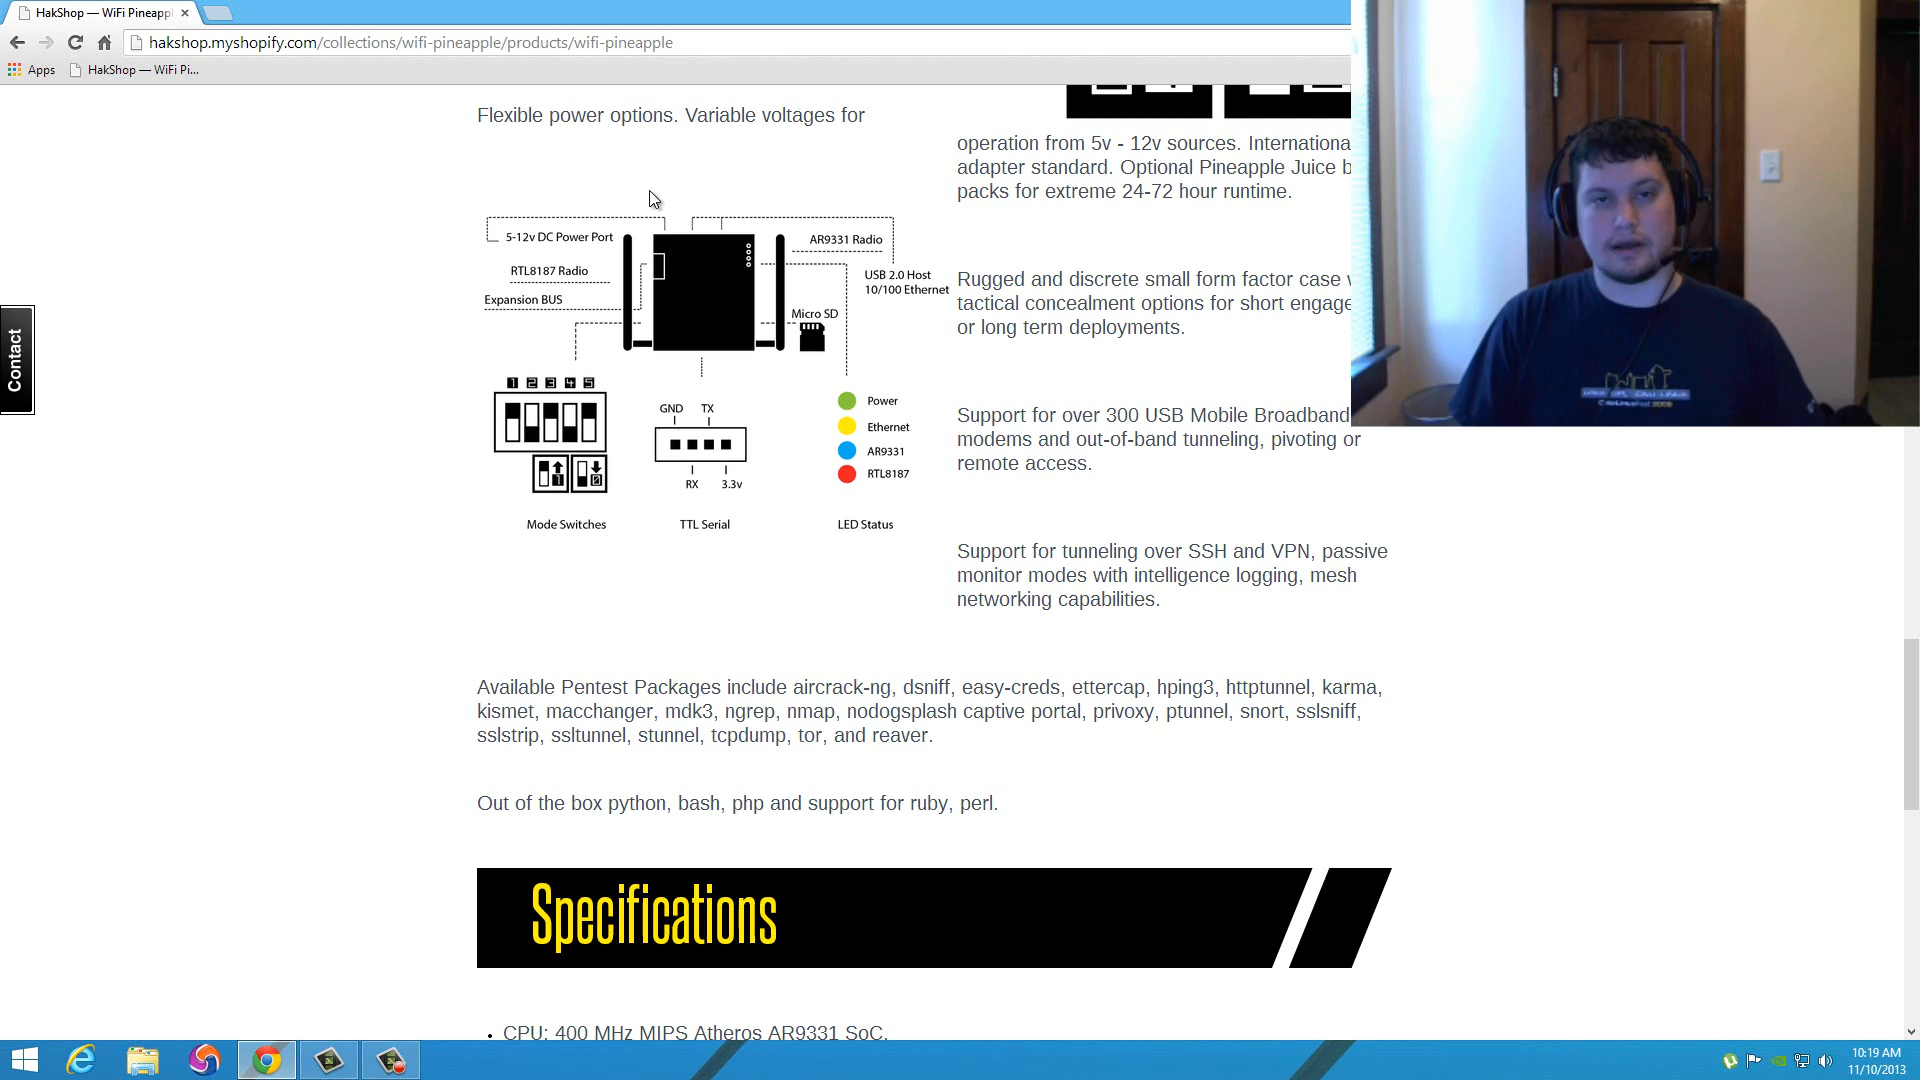 HakShop — WiFi Pineappl
hakshop.myshopify.com/collections/wifi-pineapple/products/wifi-pineapple
Apps
HakShop — WiFi Pi...
Contact
Flexible power options. Variable voltages for
operation from 5v - 12v sources. Internationa
adapter standard. Optional Pineapple Juice b
packs for extreme 24-72 hour runtime.
5-12v DC Power Port
RTL8187 Radio
Expansion BUS
AR9331 Radio
USB 2.0 Host
10/100 Ethernet
Micro SD
Rugged and discrete small form factor case
tactical concealment options for short engage
or long term deployments.
1 2 3 4 5
1
0
Mode Switches
GND TX
RX 3.3v
TTL Serial
Power
Ethernet
AR9331
RTL8187
LED Status
Support for over 300 USB Mobile Broadband
modems and out-of-band tunneling, pivoting or
remote access.
Support for tunneling over SSH and VPN, passive
monitor modes with intelligence logging, mesh
networking capabilities.
Available Pentest Packages include aircrack-ng, dsniff, easy-creds, ettercap, hping3, httptunnel, karma,
kismet, macchanger, mdk3, ngrep, nmap, nodogsplash captive portal, privoxy, ptunnel, snort, sslsniff,
sslstrip, ssltunnel, stunnel, tcpdump, tor, and reaver.
Out of the box python, bash, php and support for ruby, perl.
Specifications
• CPU: 400 MHz MIPS Atheros AR9331 SoC.
10:19 AM
11/10/2013